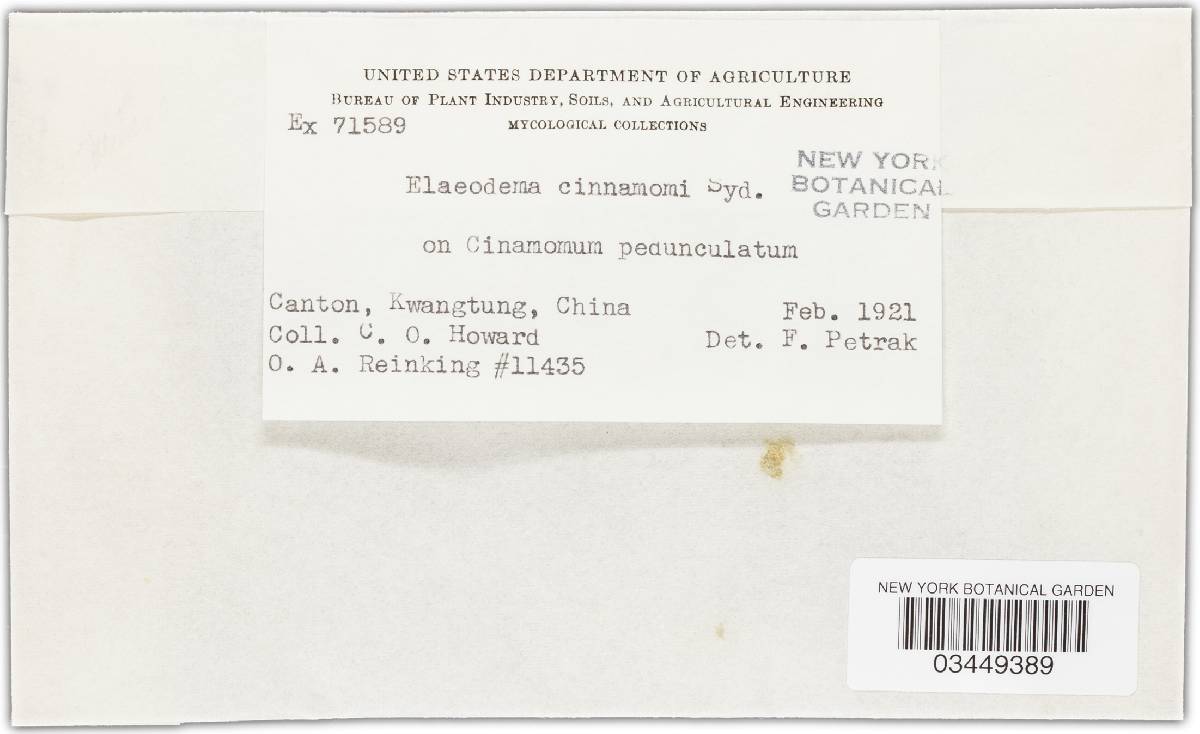 UNITED STATES DEPARTMENT OF AGRICULTURE
BUREAU OF PLANT INDUSTRY, SOILS, AND AGRICULTURAL ENGINEERING
Ex 71589 MYCOLOGICAL COLLECTIONS
NEW YORK
BOTANICAL
GARDEN
Elaeodema cinnamomi Syd.
on Cinamomum pedunculatum
Canton, Kwangtung, China Feb. 1921
Coll. C. O. Howard Det. F. Petrak
O. A. Reinking #11435
NEW YORK BOTANICAL GARDEN
03449389